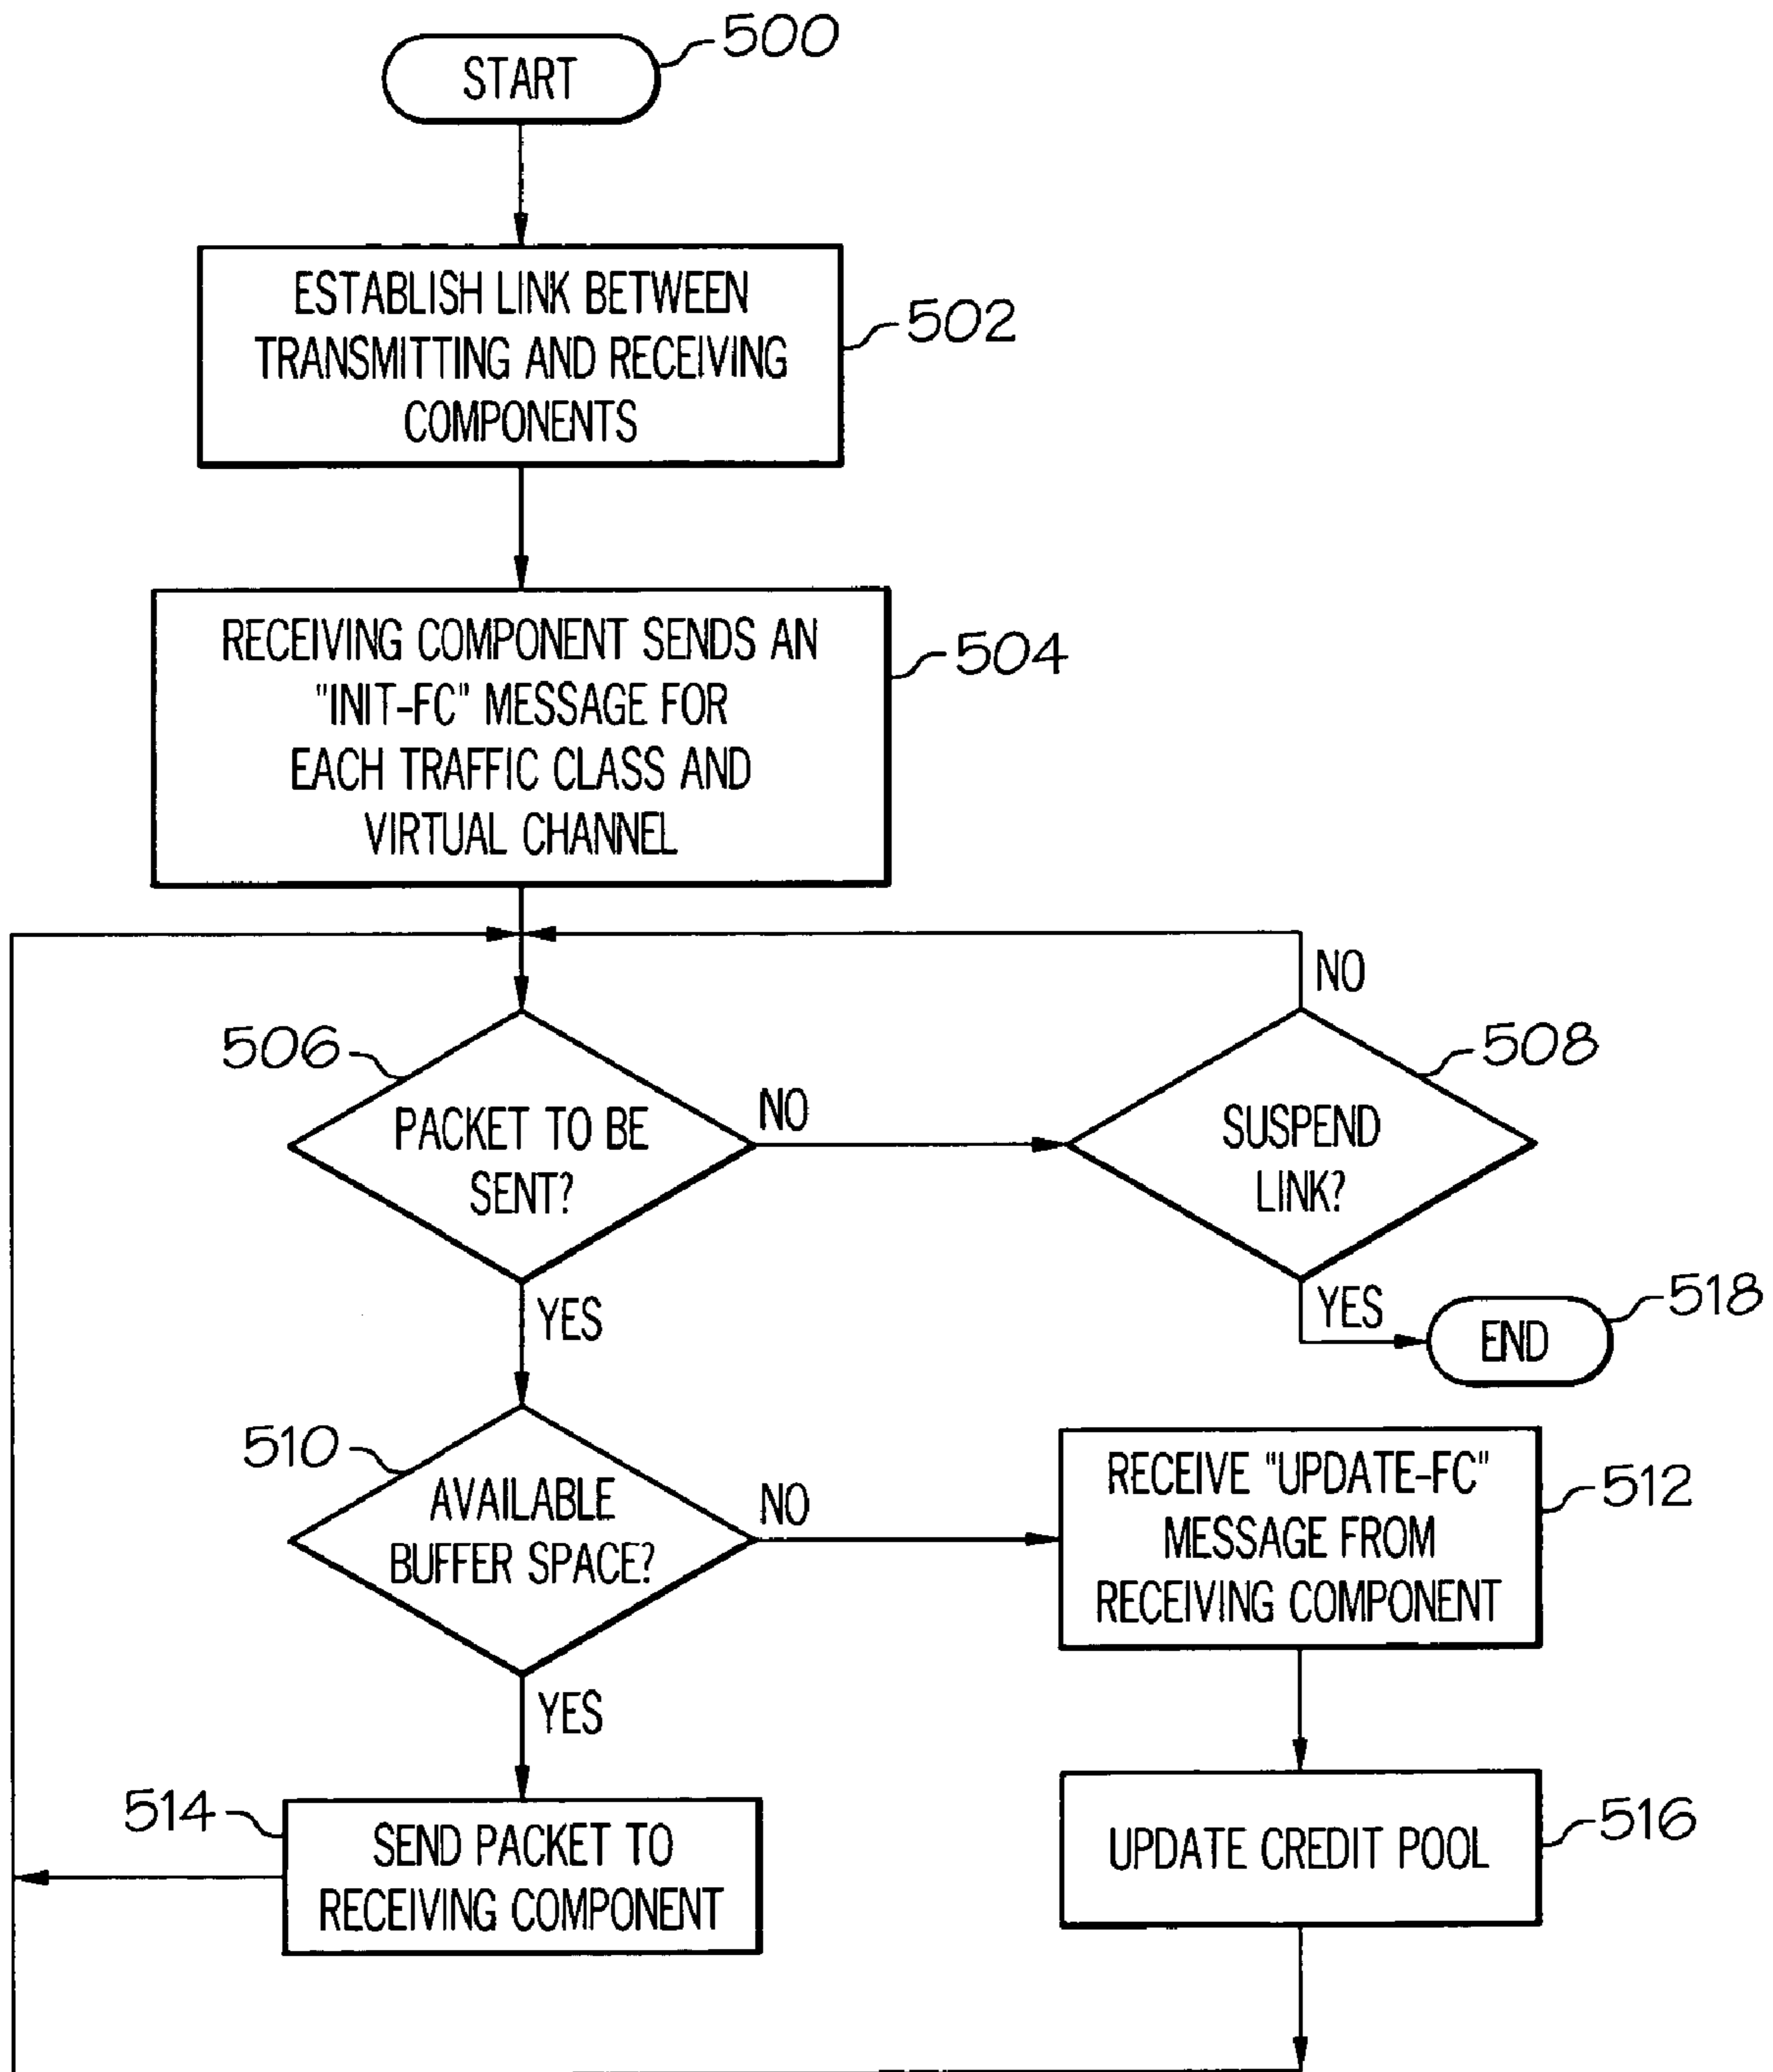 START
500
ESTABLISH LINK BETWEEN
TRANSMITTING AND RECEIVING
COMPONENTS
502
RECEIVING COMPONENT SENDS AN
"INIT-FC" MESSAGE FOR
EACH TRAFFIC CLASS AND
VIRTUAL CHANNEL
504
506
PACKET TO BE
SENT?
NO
YES
508
SUSPEND
LINK?
NO
YES
END
518
510
AVAILABLE
BUFFER SPACE?
NO
YES
RECEIVE "UPDATE-FC"
MESSAGE FROM
RECEIVING COMPONENT
512
514
SEND PACKET TO
RECEIVING COMPONENT
UPDATE CREDIT POOL
516